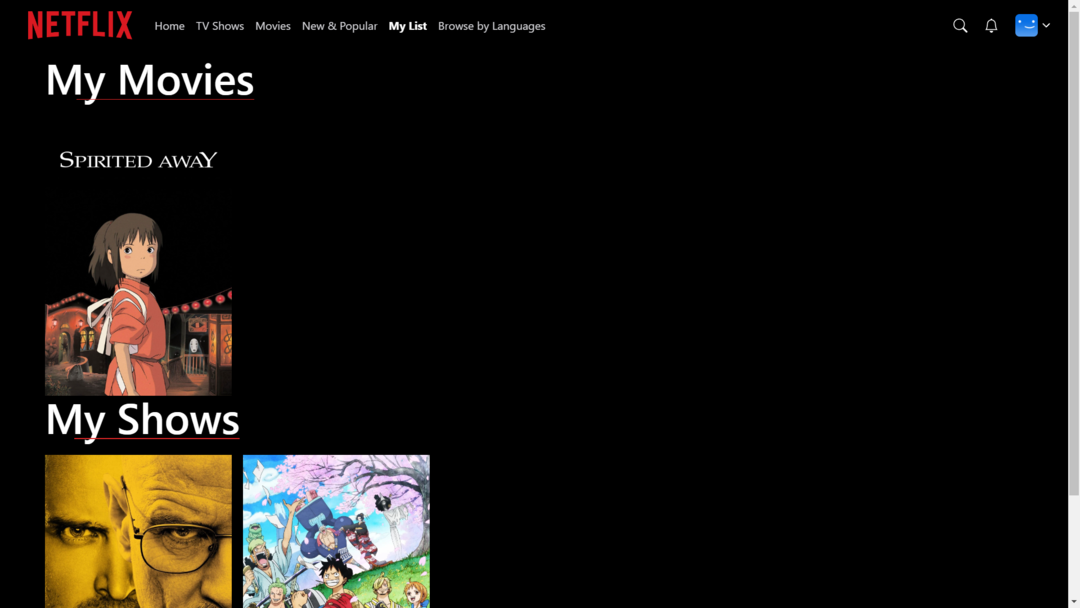 NETFLIX Home TV Shows Movies New & Popular My List Browse by Languages
My Movies
SPIRITED AWAY
My Shows